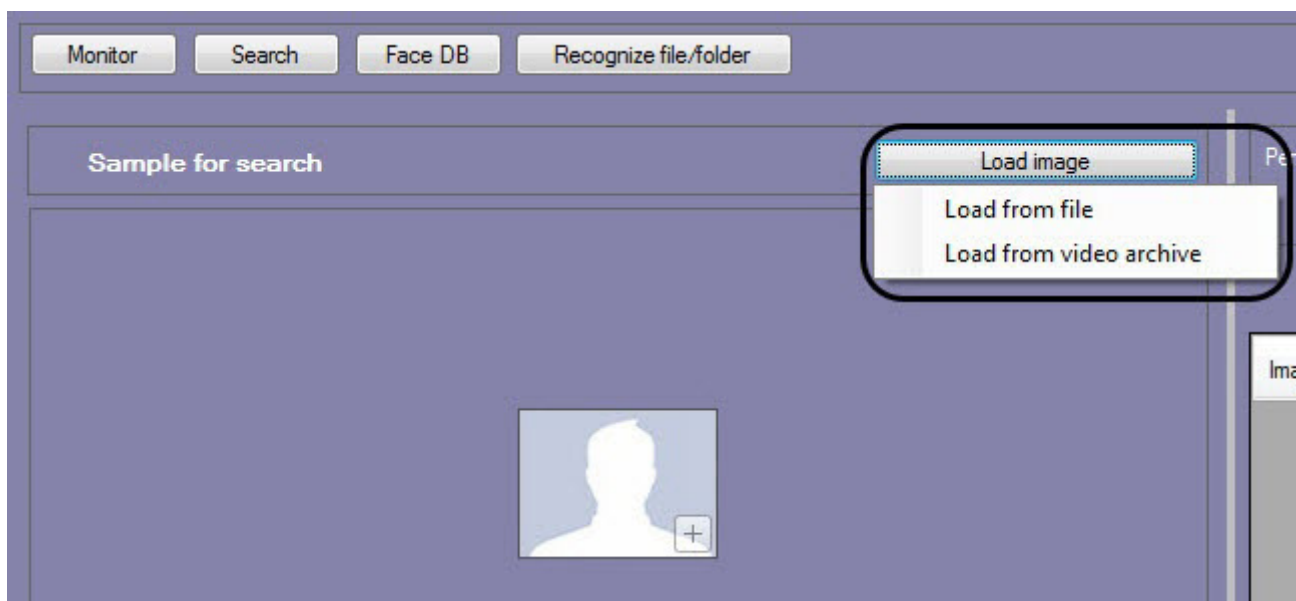 Monitor Search Face DB Recognize file/folder
Sample for search Load image
Load from file
Load from video archive